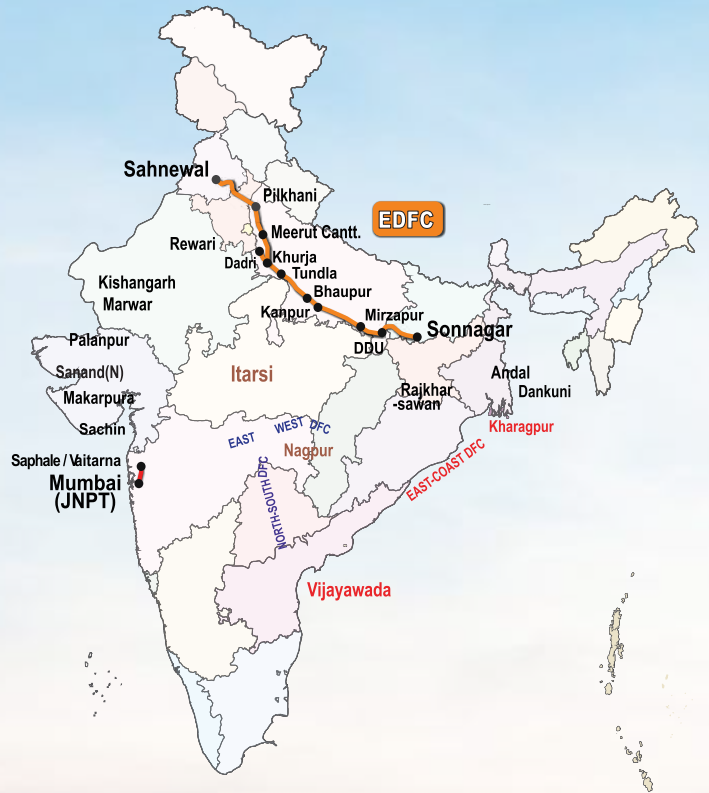 Sahnewal
Pilkhani
EDFC
Meerut Cantt.
Rewari
Dadri
Khurja
Tundla
Kishangarh
Marwar
Bhaupur
Kanpur
Mirzapur
Sonnagar
DDU
Palanpur
Sanand(N)
Itarsi
Andal
Dankuni
Makarpura
Rajkhar
-sawan
Sachin
Kharagpur
EAST WEST DFC
Nagpur
Saphale / Vaitarna
Mumbai
(JNPT)
EAST-COAST DFC
NORTH-SOUTH DFC
Vijayawada